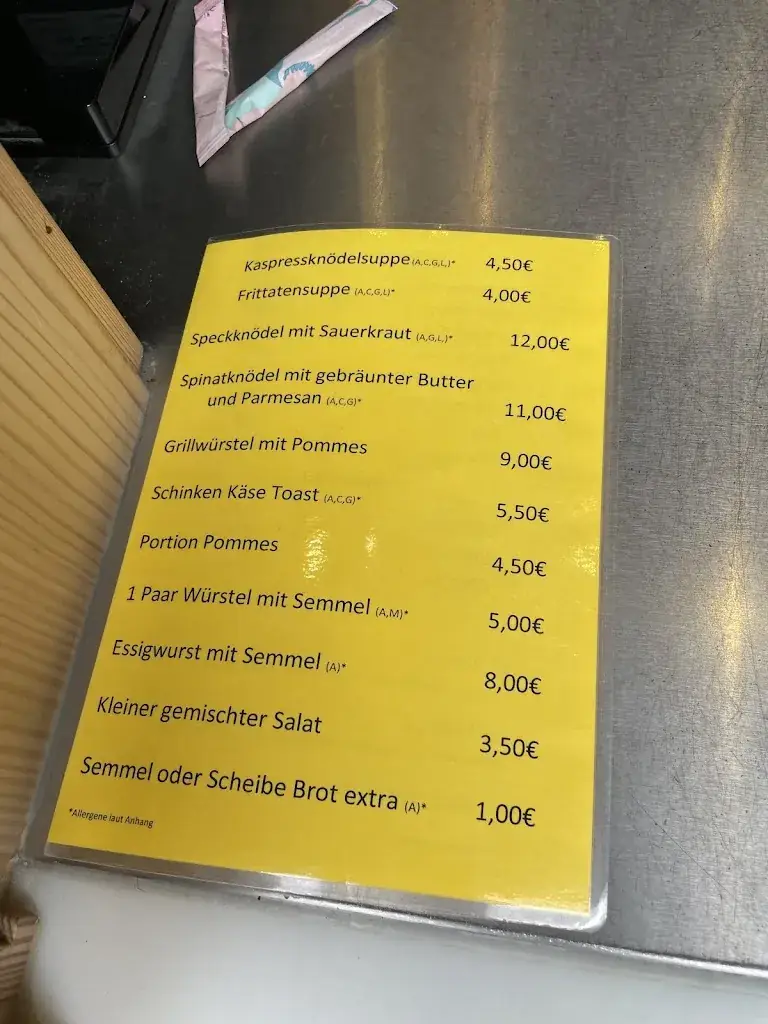 Kaspressknödelsuppe (A,C,G,L,)* 4,50€
Frittatensuppe (A,C,G,L)* 4,00€
Speckknödel mit Sauerkraut (A,G,L,)* 12,00€
Spinatknödel mit gebräunter Butter
und Parmesan (A,C,G)* 11,00€
Grillwürstel mit Pommes 9,00€
Schinken Käse Toast (A,C,G)* 5,50€
Portion Pommes 4,50€
1 Paar Würstel mit Semmel (A,M)* 5,00€
Essigwurst mit Semmel (A)* 8,00€
Kleiner gemischter Salat 3,50€
Semmel oder Scheibe Brot extra (A)* 1,00€
*Allergene laut Anhang